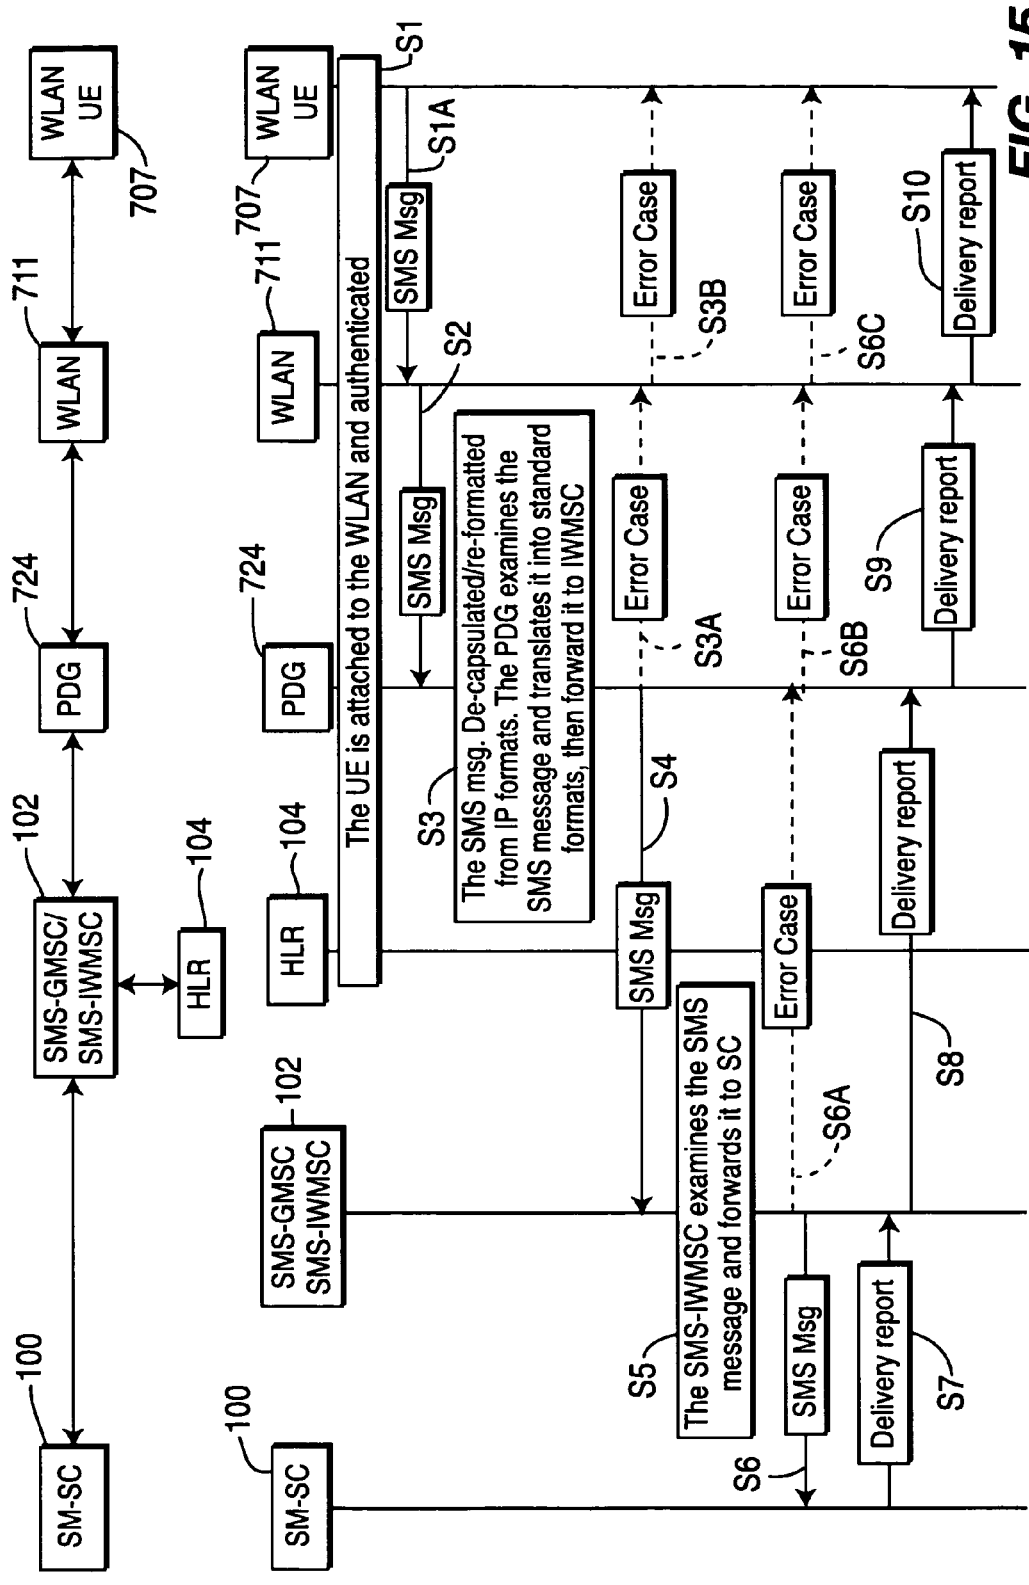 100
102
724
711
707
SM-SC
SMS-GMSC/
SMS-IWMSC
PDG
WLAN
WLAN
UE
104
HLR
100
102
104
724
711
707
SM-SC
SMS-GMSC
SMS-IWMSC
HLR
PDG
WLAN
WLAN
UE
The UE is attached to the WLAN and authenticated
S1
SMS Msg
S1A
SMS Msg
S2
S3
The SMS msg. De-capsulated/re-formatted
from IP formats. The PDG examines the
SMS message and translates it into standard
formats, then forward it to IWMSC
SMS Msg
S4
Error Case
S3A
Error Case
S3B
S5
The SMS-IWMSC examines the SMS
message and forwards it to SC
S6
SMS Msg
Error Case
S6A
Error Case
S6B
Error Case
S6C
Delivery report
S7
Delivery report
S8
Delivery report
S9
Delivery report
S10
FIG. 15